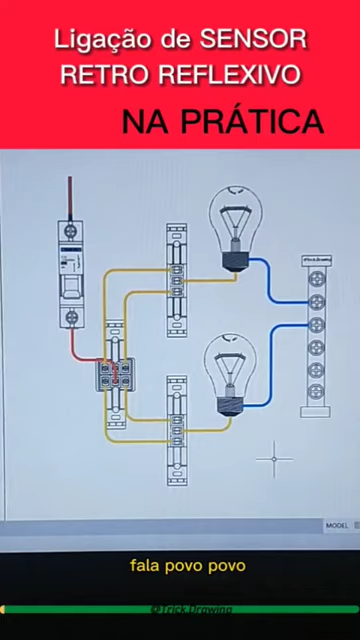 Ligação de SENSOR
RETRO REFLEXIVO
NA PRÁTICA
MODEL
fala povo povo
@Trick Drawing